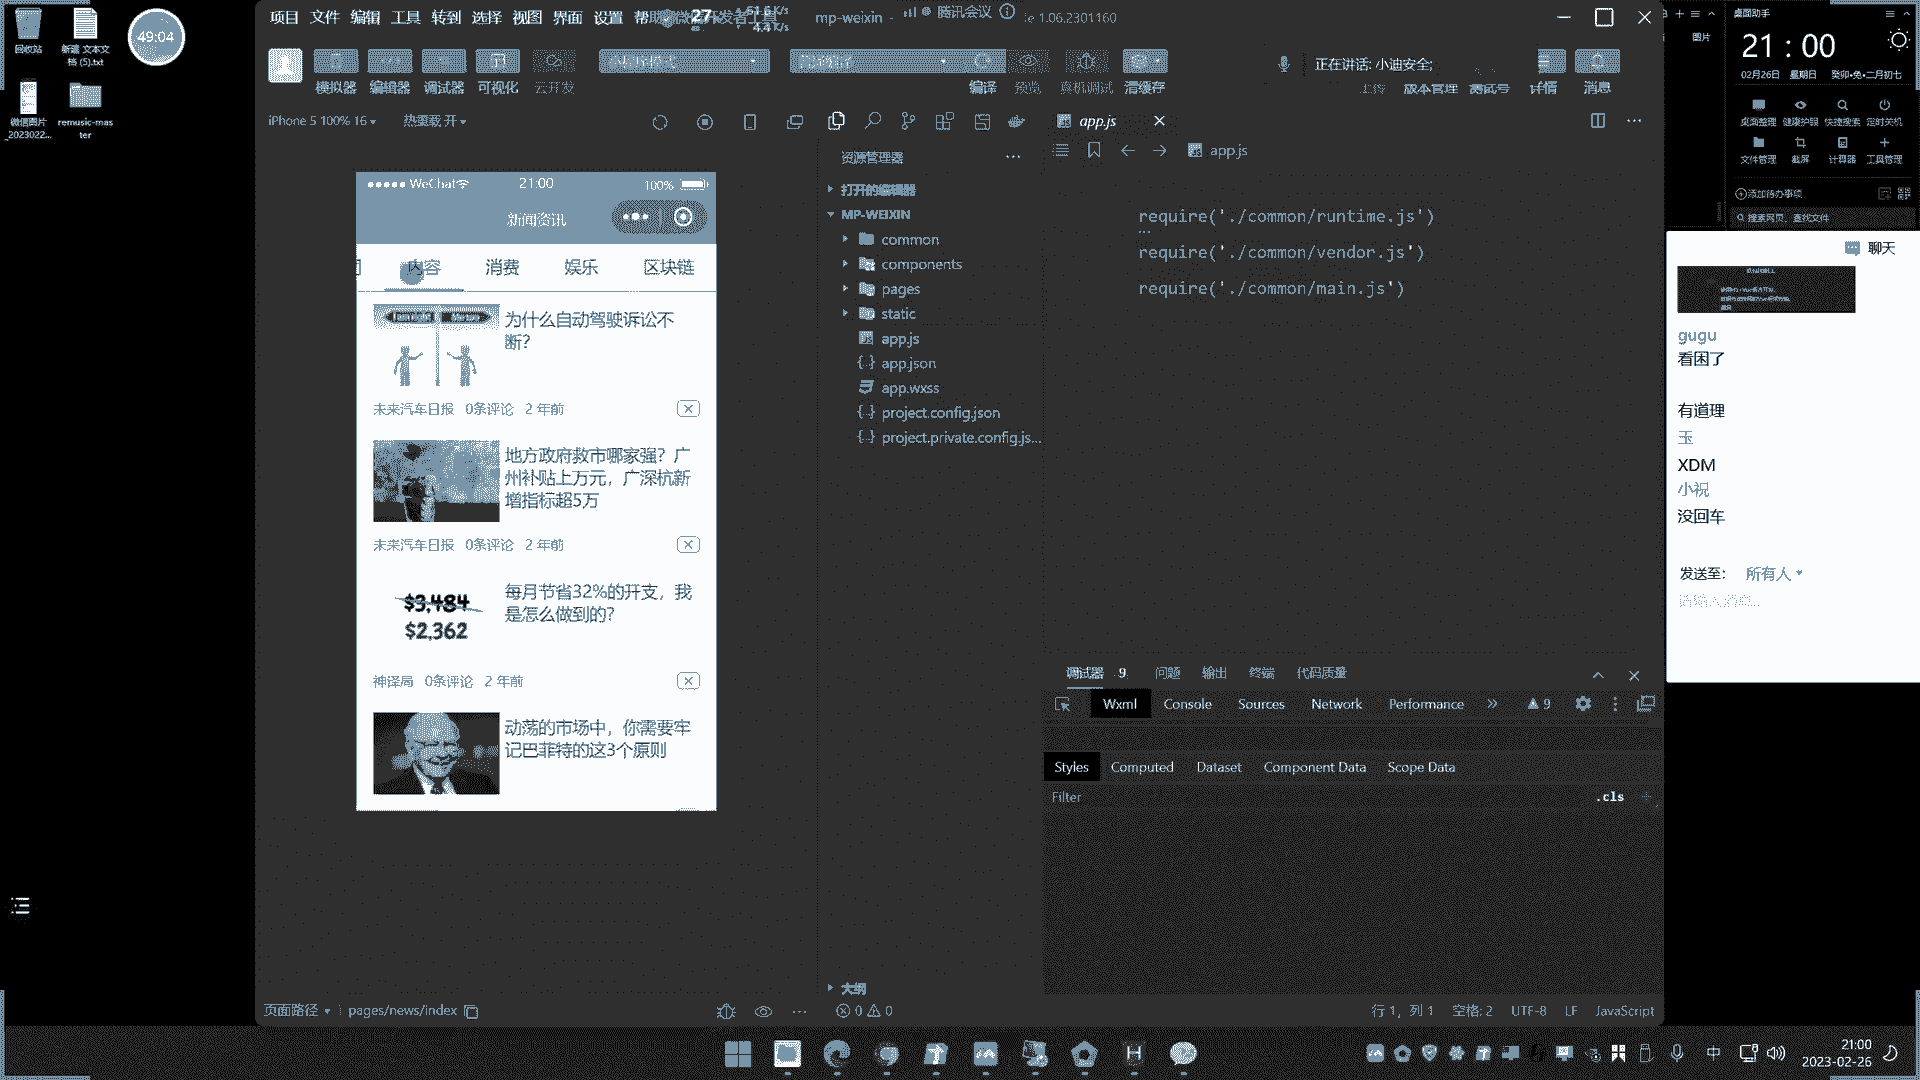 回收站
新建 文本文
档 (5).txt
49:04
微信图片
_2023022...
remusic-mas
ter
项目 文件 编辑 工具 转到 选择 视图 界面 设置
27
mp-weixin -
腾讯会议
1.06.2301160
模拟器 编辑器 调试器 可视化 云开发
编译 预览 真机调试 清缓存
正在讲话: 小迪安全;
上传 版本管理 测试号 详情 消息
iPhone 5 100% 16
热重载 开
app.js
资源管理器
app.js
打开的编辑器
MP-WEIXIN
common
components
pages
static
app.js
app.json
app.wxss
project.config.json
project.private.config.js...
大纲
require('./common/runtime.js')
require('./common/vendor.js')
require('./common/main.js')
WeChat
21:00
100%
新闻资讯
内容 消费 娱乐 区块链
为什么自动驾驶诉讼不
断?
未来汽车日报 0条评论 2 年前
地方政府救市哪家强? 广
州补贴上万元, 广深杭新
增指标超5万
未来汽车日报 0条评论 2 年前
$3,484
$2,362
每月节省32%的开支, 我
是怎么做到的?
神译局 0条评论 2 年前
动荡的市场中, 你需要牢
记巴菲特的这3个原则
调试器 9 问题 输出 终端 代码质量
Wxml Console Sources Network Performance
9
Styles Computed Dataset Component Data Scope Data
Filter
.cls
页面路径
pages/news/index
0 0
行 1, 列 1 空格: 2 UTF-8 LF JavaScript
图片
桌面助手
21 : 00
02月26日 星期日 癸卯•兔•二月初七
桌面整理 健康护眼 快捷搜索 定时关机
文件管理 截屏 计算器 工具管理
添加待办事项
搜索网页、查找文件
聊天
gugu
看困了
有道理
玉
XDM
小祝
没回车
发送至: 所有人
请输入消息...
中
21:00
2023-02-26